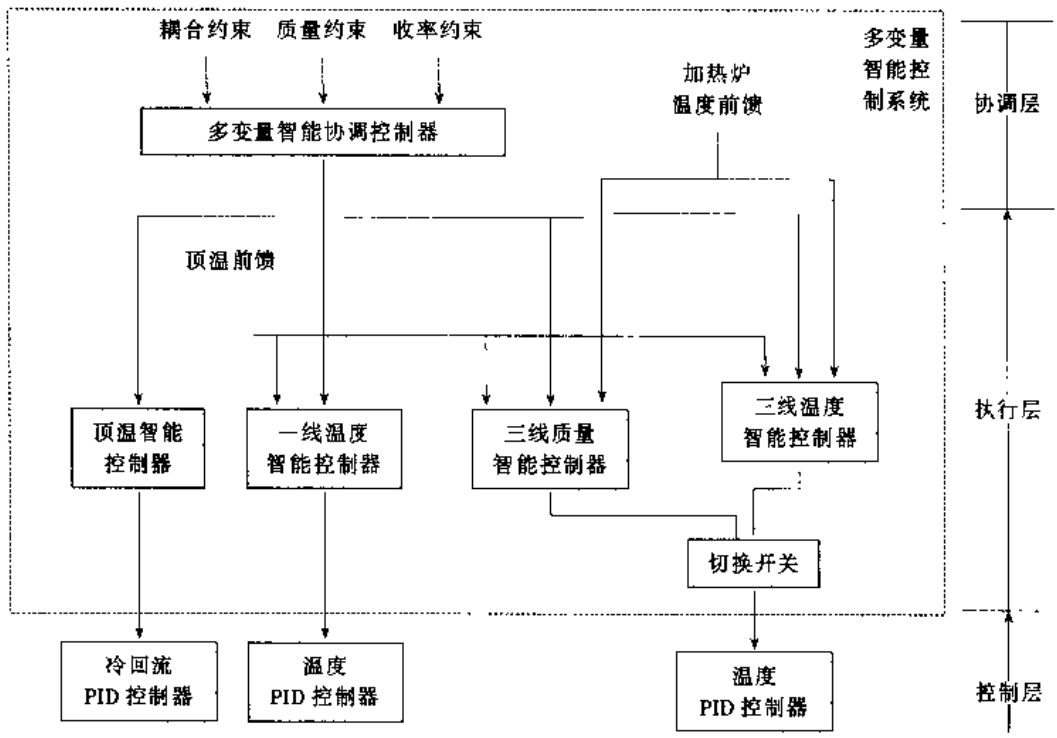 耦合约束 质量约束 收率约束
多变量
智能控
制系统
加热炉
温度前馈
协调层
多变量智能协调控制器
顶温前馈
执行层
顶温智能
控制器
一线温度
智能控制器
三线质量
智能控制器
三线温度
智能控制器
切换开关
冷回流
PID 控制器
温度
PID 控制器
温度
PID 控制器
控制层